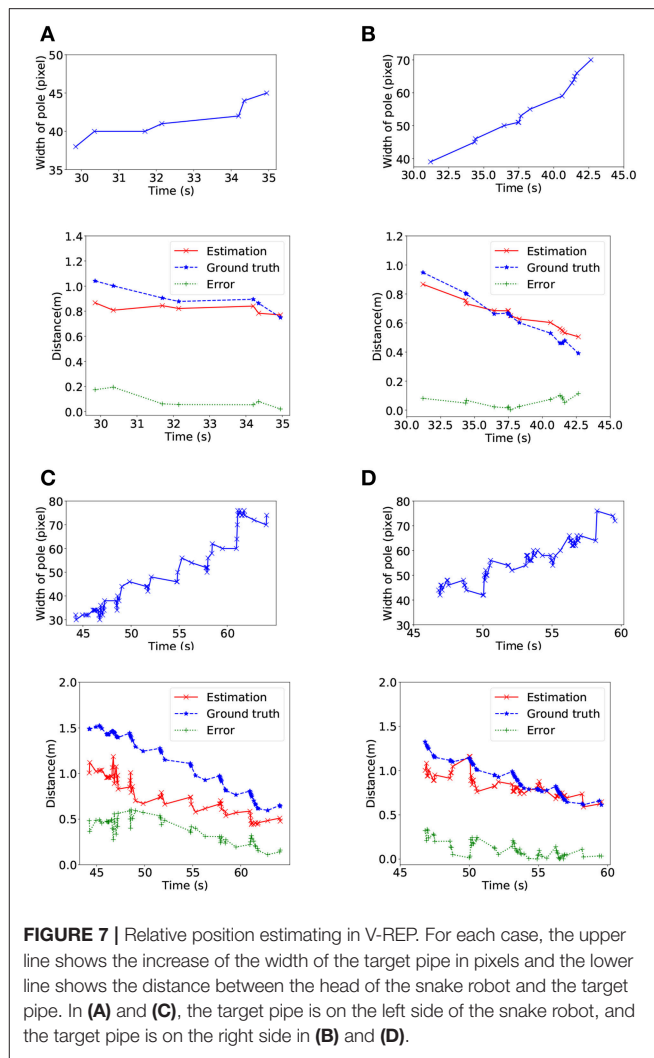 A
B
50
45
40
35
Width of pole (pixel)
30 31 32 33 34 35
Time (s)
70
60
50
40
Width of pole (pixel)
30.0 32.5 35.0 37.5 40.0 42.5 45.0
Time (s)
1.4
1.2
1.0
0.8
0.6
0.4
0.2
0.0
Distance(m)
Estimation
Ground truth
Error
30 31 32 33 34 35
Time (s)
1.2
1.0
0.8
0.6
0.4
0.2
0.0
Distance(m)
Estimation
Ground truth
Error
30.0 32.5 35.0 37.5 40.0 42.5 45.0
Time (s)
C
D
80
70
60
50
40
30
Width of pole (pixel)
45 50 55 60
Time (s)
80
70
60
50
40
30
Width of pole (pixel)
45 50 55 60
Time (s)
2.0
1.5
1.0
0.5
0.0
Distance(m)
Estimation
Ground truth
Error
45 50 55 60
Time (s)
2.0
1.5
1.0
0.5
0.0
Distance(m)
Estimation
Ground truth
Error
45 50 55 60
Time (s)
FIGURE 7 | Relative position estimating in V-REP. For each case, the upper
line shows the increase of the width of the target pipe in pixels and the lower
line shows the distance between the head of the snake robot and the target
pipe. In (A) and (C), the target pipe is on the left side of the snake robot, and
the target pipe is on the right side in (B) and (D).